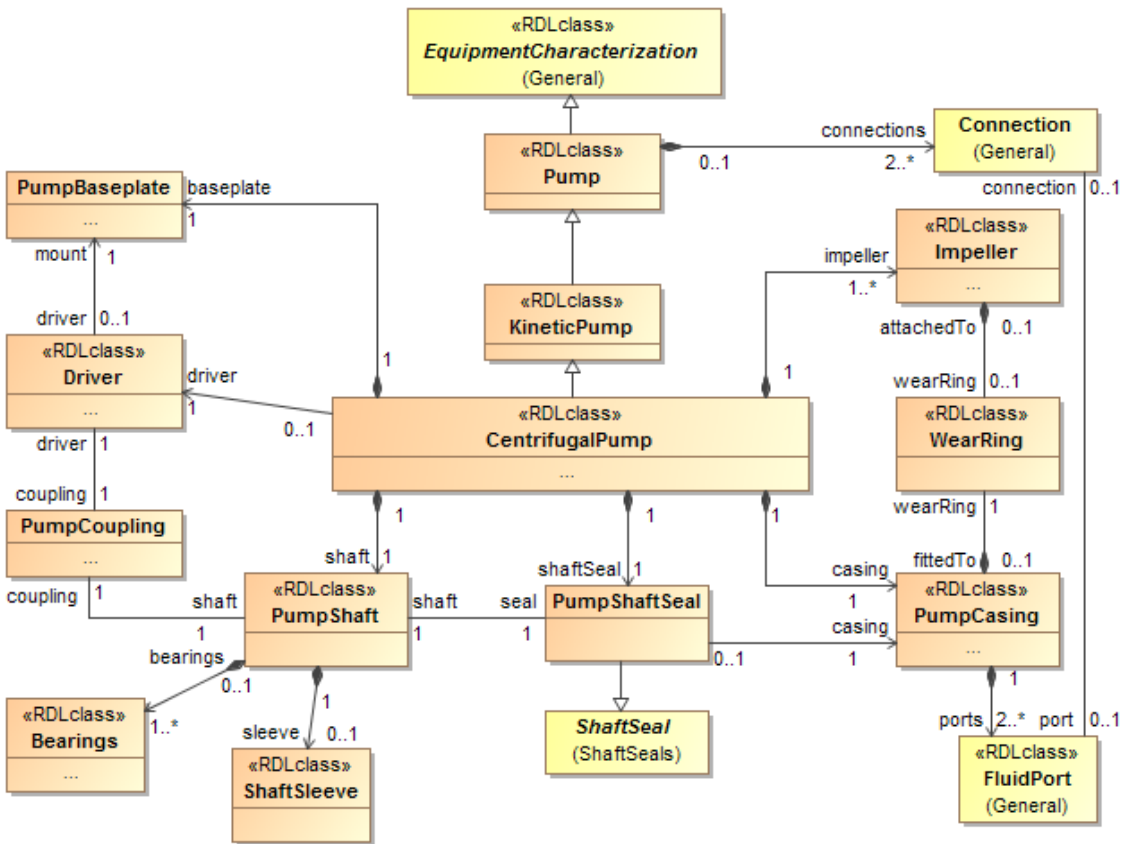 «RDLclass»
EquipmentCharacterization
(General)
«RDLclass»
Pump
connections
0..1
2..*
Connection
(General)
connection
0..1
PumpBaseplate
...
baseplate
1
mount
1
driver
0..1
«RDLclass»
Driver
...
driver
1
0..1
driver
1
coupling
1
PumpCoupling
...
coupling
1
«RDLclass»
KineticPump
1
«RDLclass»
CentrifugalPump
...
impeller
1..*
1
«RDLclass»
Impeller
...
attachedTo
0..1
wearRing
0..1
«RDLclass»
WearRing
wearRing
1
fittedTo
0..1
1
shaft
1
1
shaftSeal
1
1
casing
1
shaft
1
«RDLclass»
PumpShaft
...
shaft
1
seal
1
PumpShaftSeal
0..1
casing
1
«RDLclass»
PumpCasing
...
bearings
0..1
1..*
«RDLclass»
Bearings
...
1
sleeve
0..1
«RDLclass»
ShaftSleeve
ShaftSeal
(ShaftSeals)
1
ports
2..*
port
0..1
«RDLclass»
FluidPort
(General)